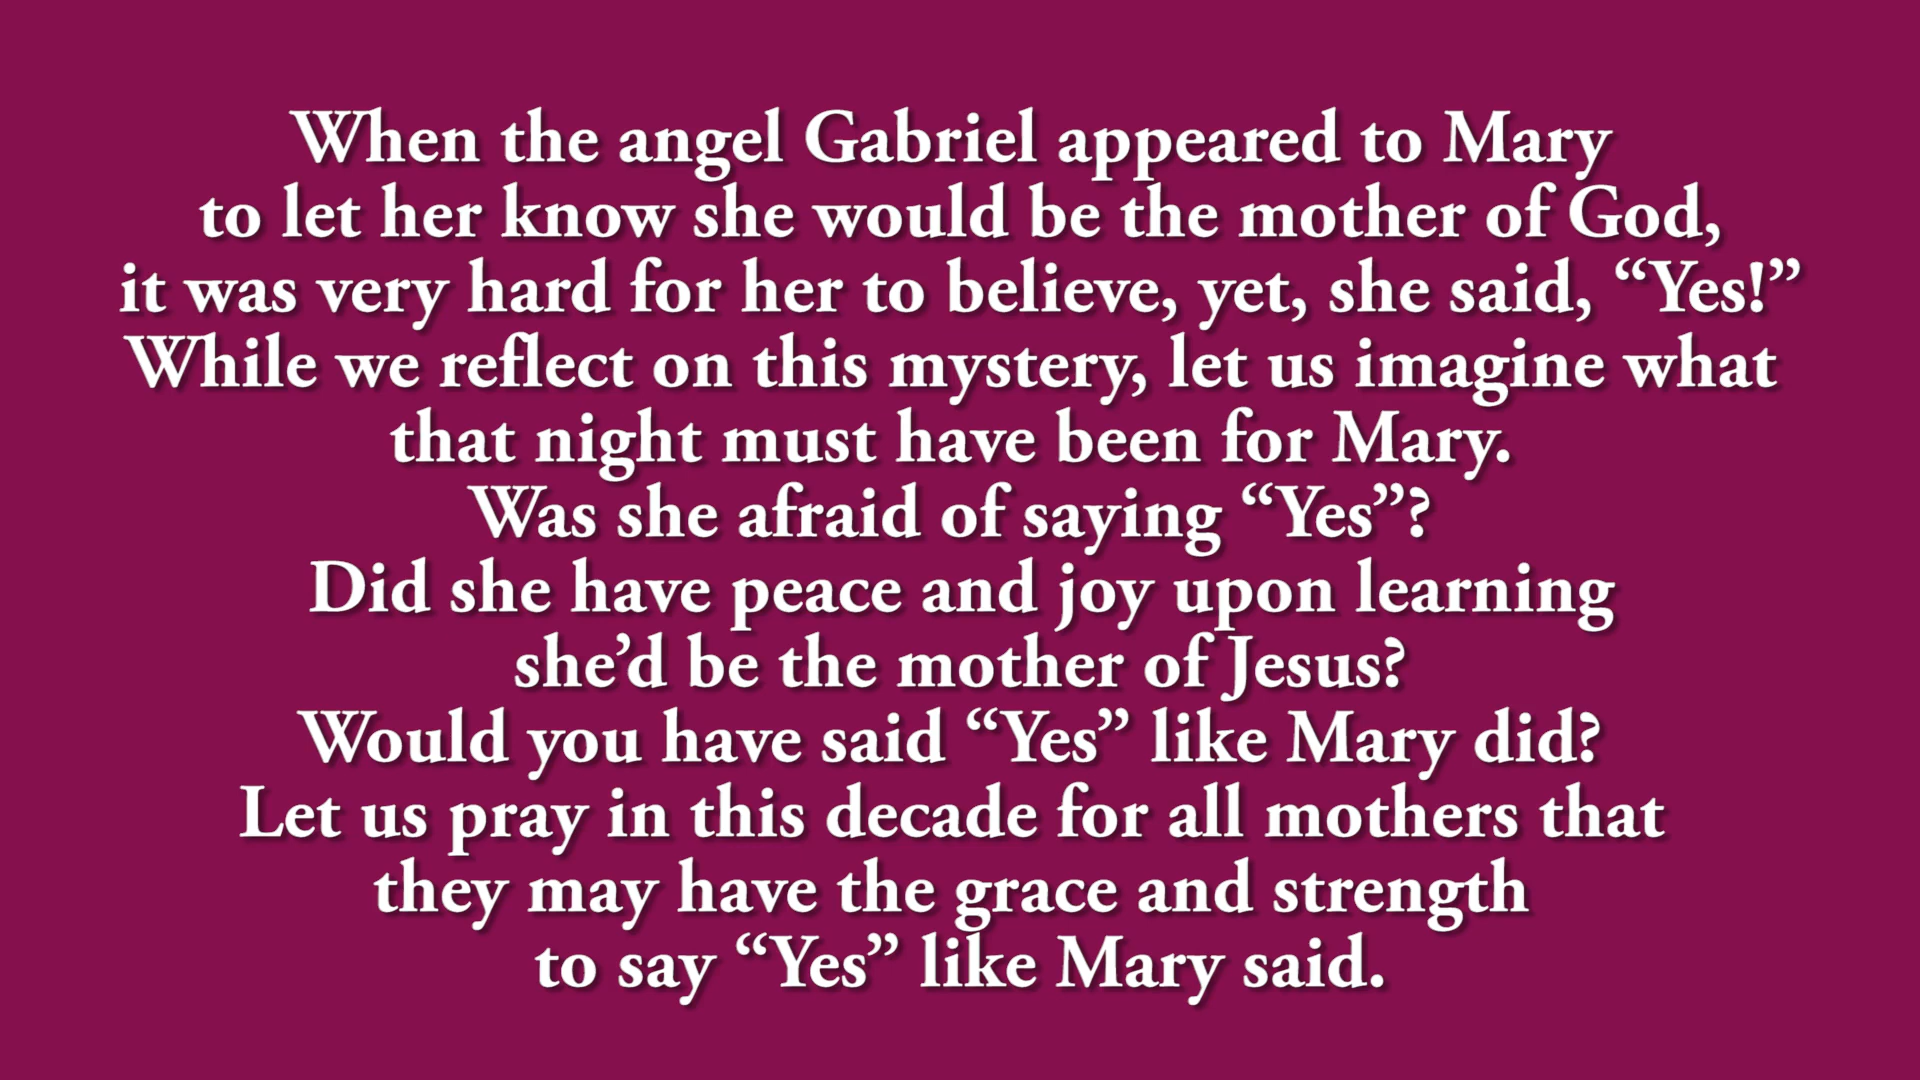 When the angel Gabriel appeared to Mary
to let her know she would be the mother of God,
it was very hard for her to believe, yet, she said, “Yes!”
While we reflect on this mystery, let us imagine what
that night must have been for Mary.
Was she afraid of saying “Yes”?
Did she have peace and joy upon learning
she’d be the mother of Jesus?
Would you have said “Yes” like Mary did?
Let us pray in this decade for all mothers that
they may have the grace and strength
to say “Yes” like Mary said.